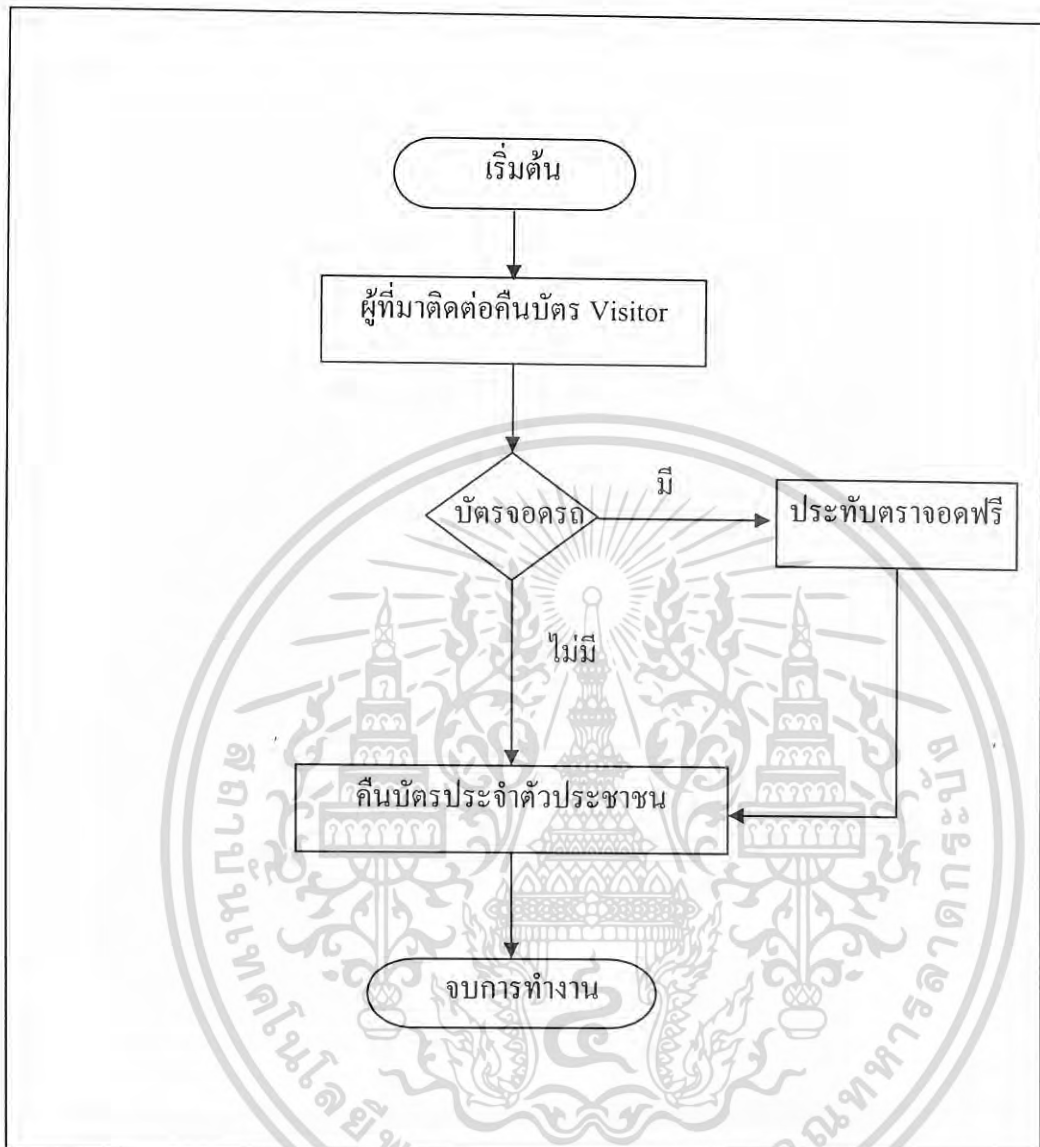 เริ่มต้น
ผู้ที่มาติดต่อคืนบัตร Visitor
บัตรจอดรถ
มี
ประทับตราจอดฟรี
ไม่มี
คืนบัตรประจำตัวประชาชน
จบการทำงาน